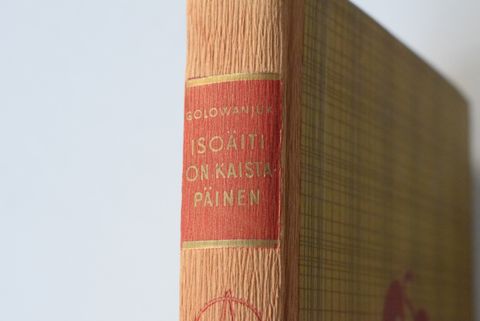 GOLOWANJUK
ISOÄITI
ON KAISTA-
PÄINEN